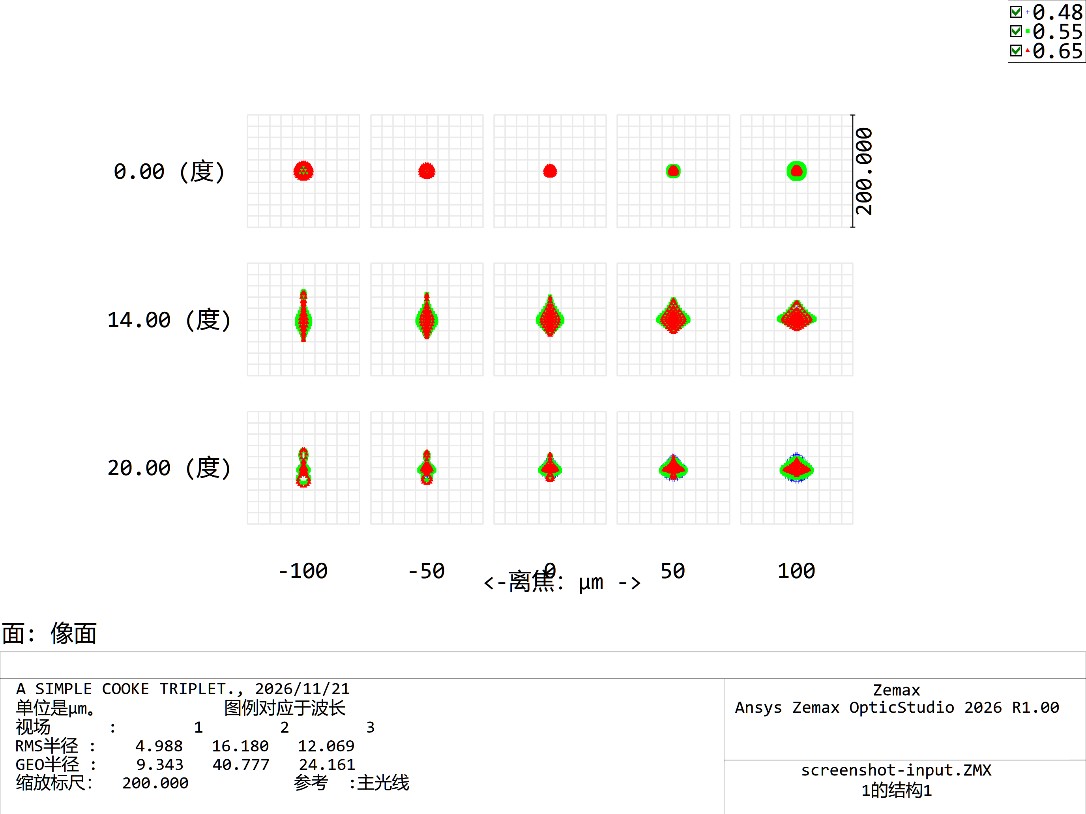 0.48
0.55
0.65
200.000
0.00 (度)
14.00 (度)
20.00 (度)
-100 -50 0 50 100
<-离焦: μm ->
面: 像面
A SIMPLE COOKE TRIPLET., 2026/11/21
单位是μm。 图例对应于波长
视场 : 1 2 3
RMS半径 : 4.988 16.180 12.069
GEO半径 : 9.343 40.777 24.161
缩放标尺: 200.000 参考 :主光线
Zemax
Ansys Zemax OpticStudio 2026 R1.00
screenshot-input.ZMX
1的结构1